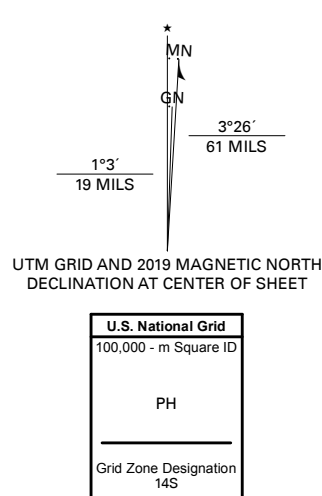 ★
MN
GN
3°26´
61 MILS
1°3´
19 MILS
UTM GRID AND 2019 MAGNETIC NORTH
DECLINATION AT CENTER OF SHEET
U.S. National Grid
100,000 - m Square ID
PH
Grid Zone Designation
14S